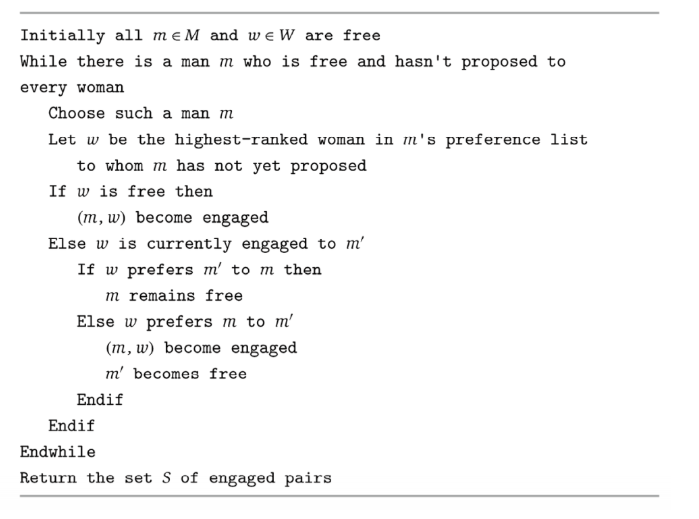 Initially all m ∈ M and w ∈ W are free
While there is a man m who is free and hasn't proposed to
every woman
Choose such a man m
Let w be the highest-ranked woman in m's preference list
to whom m has not yet proposed
If w is free then
(m, w) become engaged
Else w is currently engaged to m′
If w prefers m′ to m then
m remains free
Else w prefers m to m′
(m, w) become engaged
m′ becomes free
Endif
Endif
Endwhile
Return the set S of engaged pairs